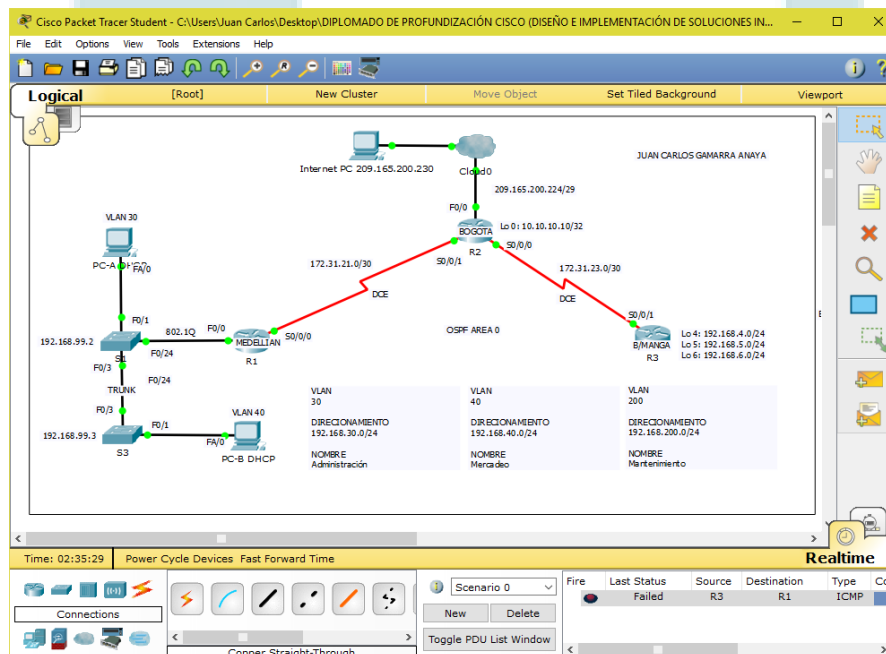 Cisco Packet Tracer Student - C:\Users\Juan Carlos\Desktop\DIPLOMADO DE PROFUNDIZACIÓN CISCO (DISEÑO E IMPLEMENTACIÓN DE SOLUCIONES IN...
File Edit Options View Tools Extensions Help
Logical [Root] New Cluster Move Object Set Tiled Background Viewport
JUAN CARLOS GAMARRA ANAYA
Internet PC 209.165.200.230
Cloud0
209.165.200.224/29
F0/0
VLAN 30
BOGOTA
Lo 0: 10.10.10.10/32
R2
S0/0/0
S0/0/1
PC-A DHCP
FA/0
172.31.21.0/30
172.31.23.0/30
DCE
DCE
F0/1
802.1Q
F0/0
S0/0/0
S0/0/1
192.168.99.2
S1
F0/24
MEDELLIAN
R1
OSPF AREA 0
B/MANGA
R3
Lo 4: 192.168.4.0/24
Lo 5: 192.168.5.0/24
Lo 6: 192.168.6.0/24
F0/3
F0/24
TRUNK
F0/3
F0/1
VLAN 40
192.168.99.3
S3
FA/0
PC-B DHCP
VLAN
30
DIRECIONAMIENTO
192.168.30.0/24
NOMBRE
Administración
VLAN
40
DIRECIONAMIENTO
192.168.40.0/24
NOMBRE
Mercadeo
VLAN
200
DIRECIONAMIENTO
192.168.200.0/24
NOMBRE
Mantenimiento
Time: 02:35:29 Power Cycle Devices Fast Forward Time
Realtime
Connections
Copper Straight-Through
Scenario 0
New Delete
Toggle PDU List Window
Fire Last Status Source Destination Type Co
Failed R3 R1 ICMP